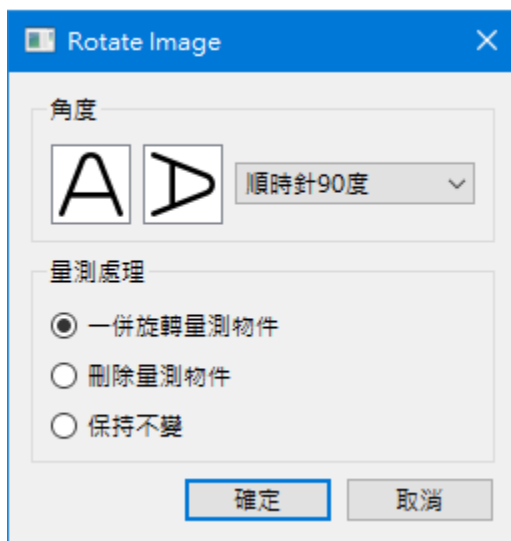 Rotate Image
角度
A A 順時針90度
量測處理
一併旋轉量測物件
刪除量測物件
保持不變
確定 取消